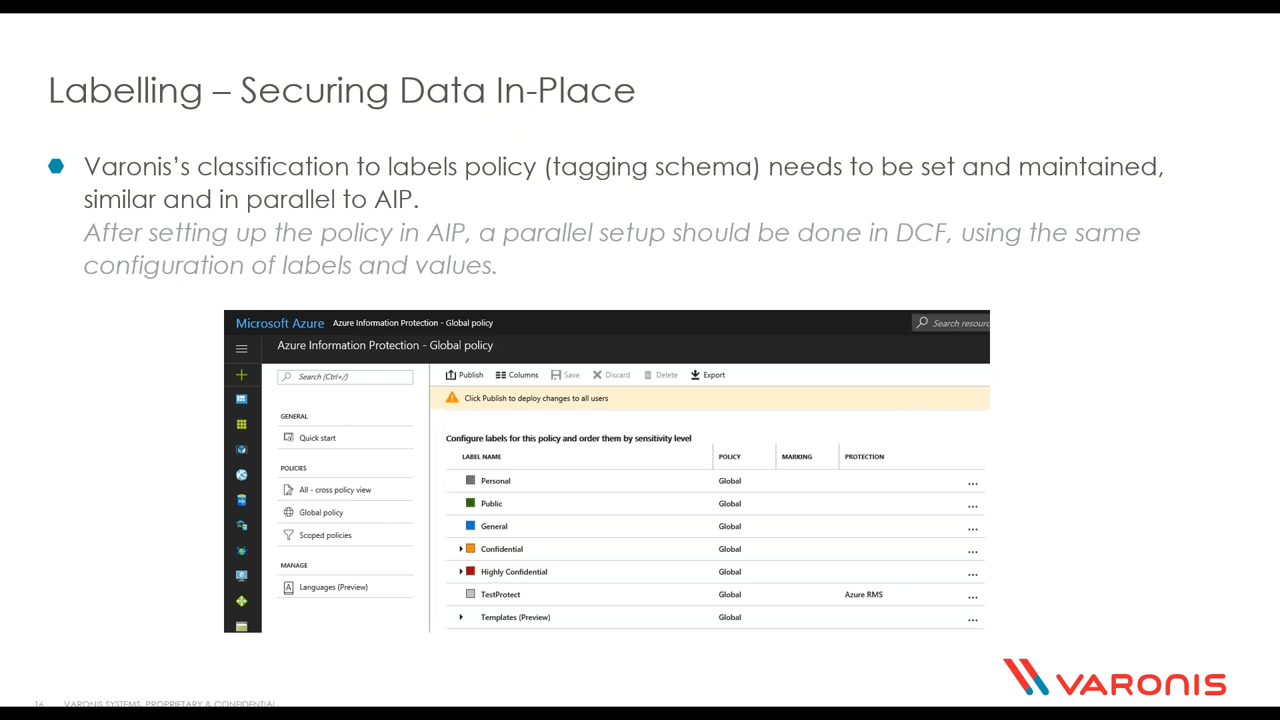 Labelling – Securing Data In-Place
Varonis's classification to labels policy (tagging schema) needs to be set and maintained,
similar and in parallel to AIP.
After setting up the policy in AIP, a parallel setup should be done in DCF, using the same
configuration of labels and values.
Microsoft Azure Azure Information Protection - Global policy Search resourc
Azure Information Protection - Global policy
Search (Ctrl+/)
GENERAL
Quick start
POLICIES
All - cross policy view
Global policy
Scoped policies
MANAGE
Languages (Preview)
Publish Columns Save Discard Delete Export
Click Publish to deploy changes to all users
Configure labels for this policy and order them by sensitivity level
LABEL NAME POLICY MARKING PROTECTION
Personal Global ...
Public Global ...
General Global ...
Confidential Global ...
Highly Confidential Global ...
TestProtect Global Azure RMS ...
Templates (Preview) Global ...
VARONIS
16 VARONIS SYSTEMS. PROPRIETARY & CONFIDENTIAL